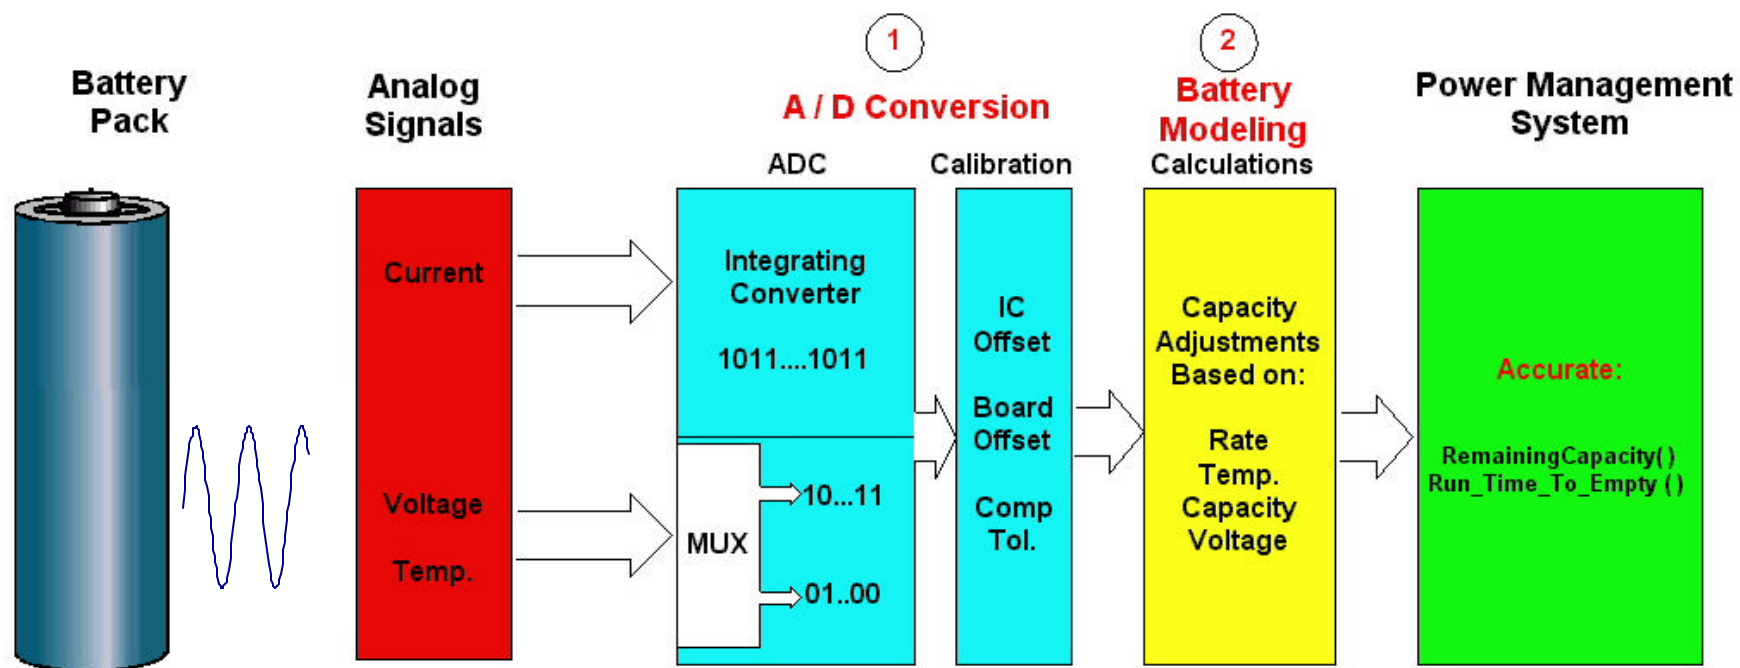 Battery
Pack
Analog
Signals
1
A / D Conversion
2
Battery
Modeling
Power Management
System
ADC
Calibration
Calculations
Current
Voltage
Temp.
Integrating
Converter
1011....1011
MUX
10...11
01..00
IC
Offset
Board
Offset
Comp
Tol.
Capacity
Adjustments
Based on:
Rate
Temp.
Capacity
Voltage
Accurate:
RemainingCapacity( )
Run_Time_To_Empty ( )